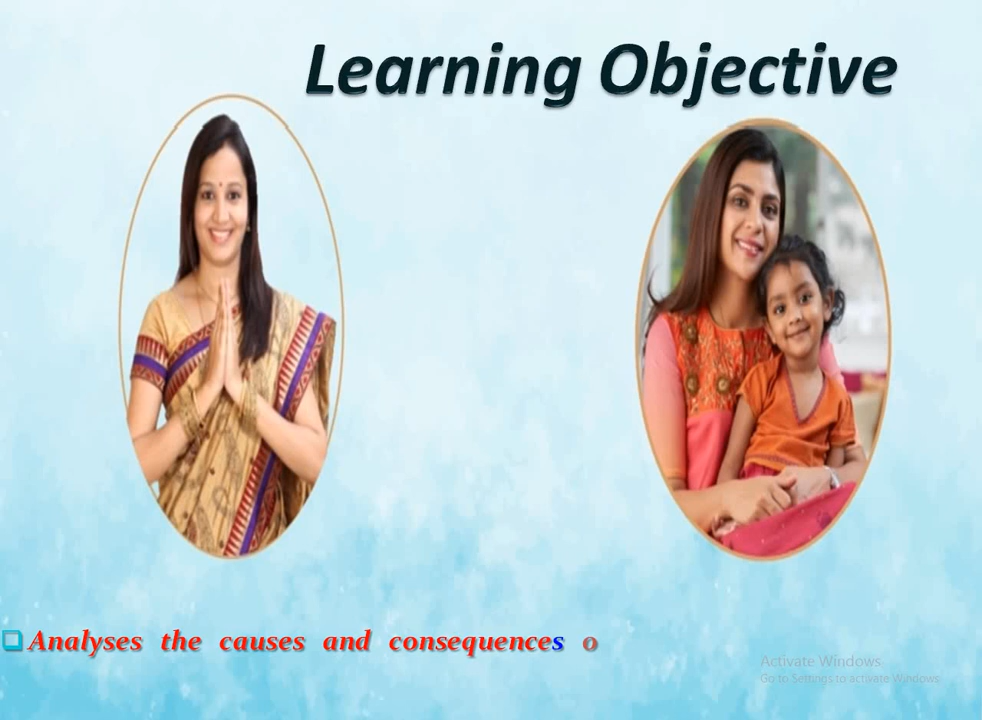 Learning Objective
Analyses the causes and consequences o
Activate Windows
Go to Settings to activate Windows.